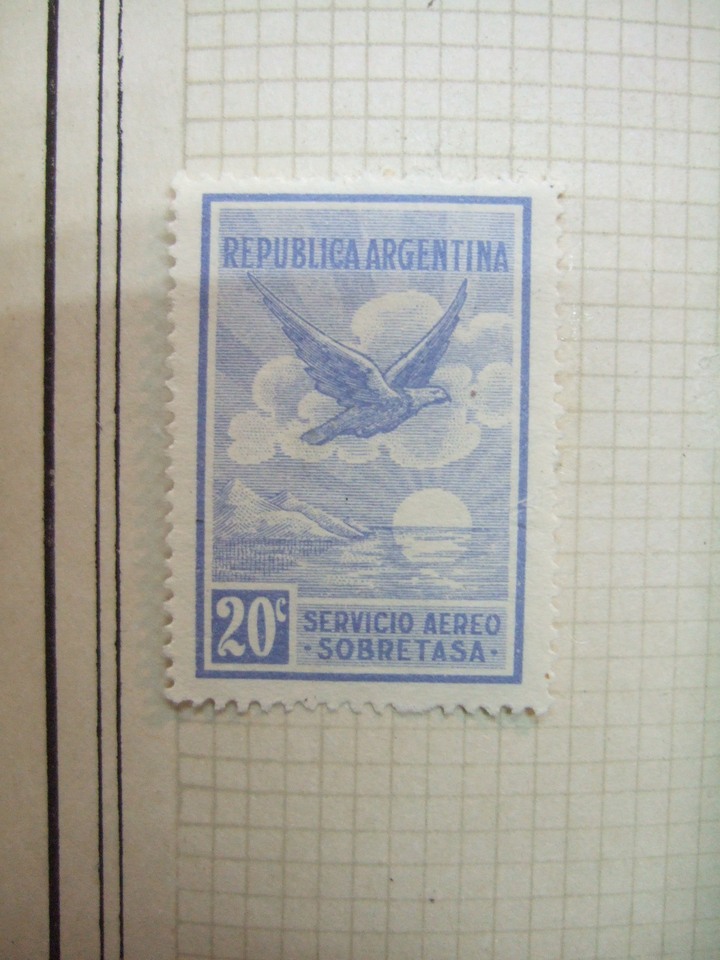 REPUBLICA ARGENTINA
20c
SERVICIO AEREO
·SOBRETASA·